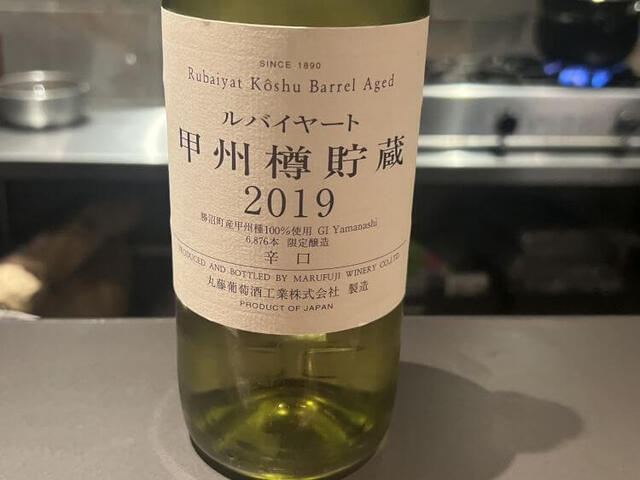 SINCE 1890
Rubaiyat Kôshu Barrel Aged
ルバイヤート
甲州樽貯蔵
2019
勝沼町産甲州種100%使用 GI Yamanashi
6,876本 限定醸造
辛口
PRODUCED AND BOTTLED BY MARUFUJI WINERY CO.LTD.
丸藤葡萄酒工業株式会社 製造
PRODUCT OF JAPAN